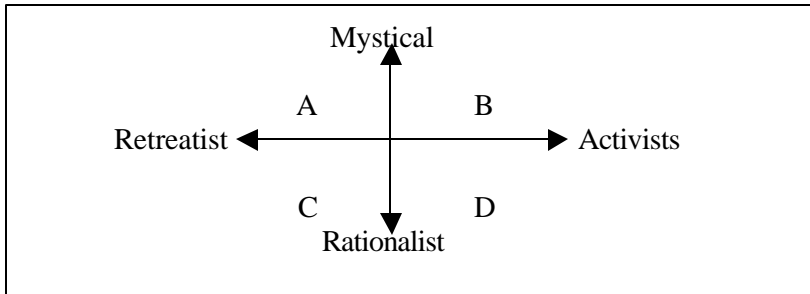 Mystical
A B
Retreatist Activists
C D
Rationalist